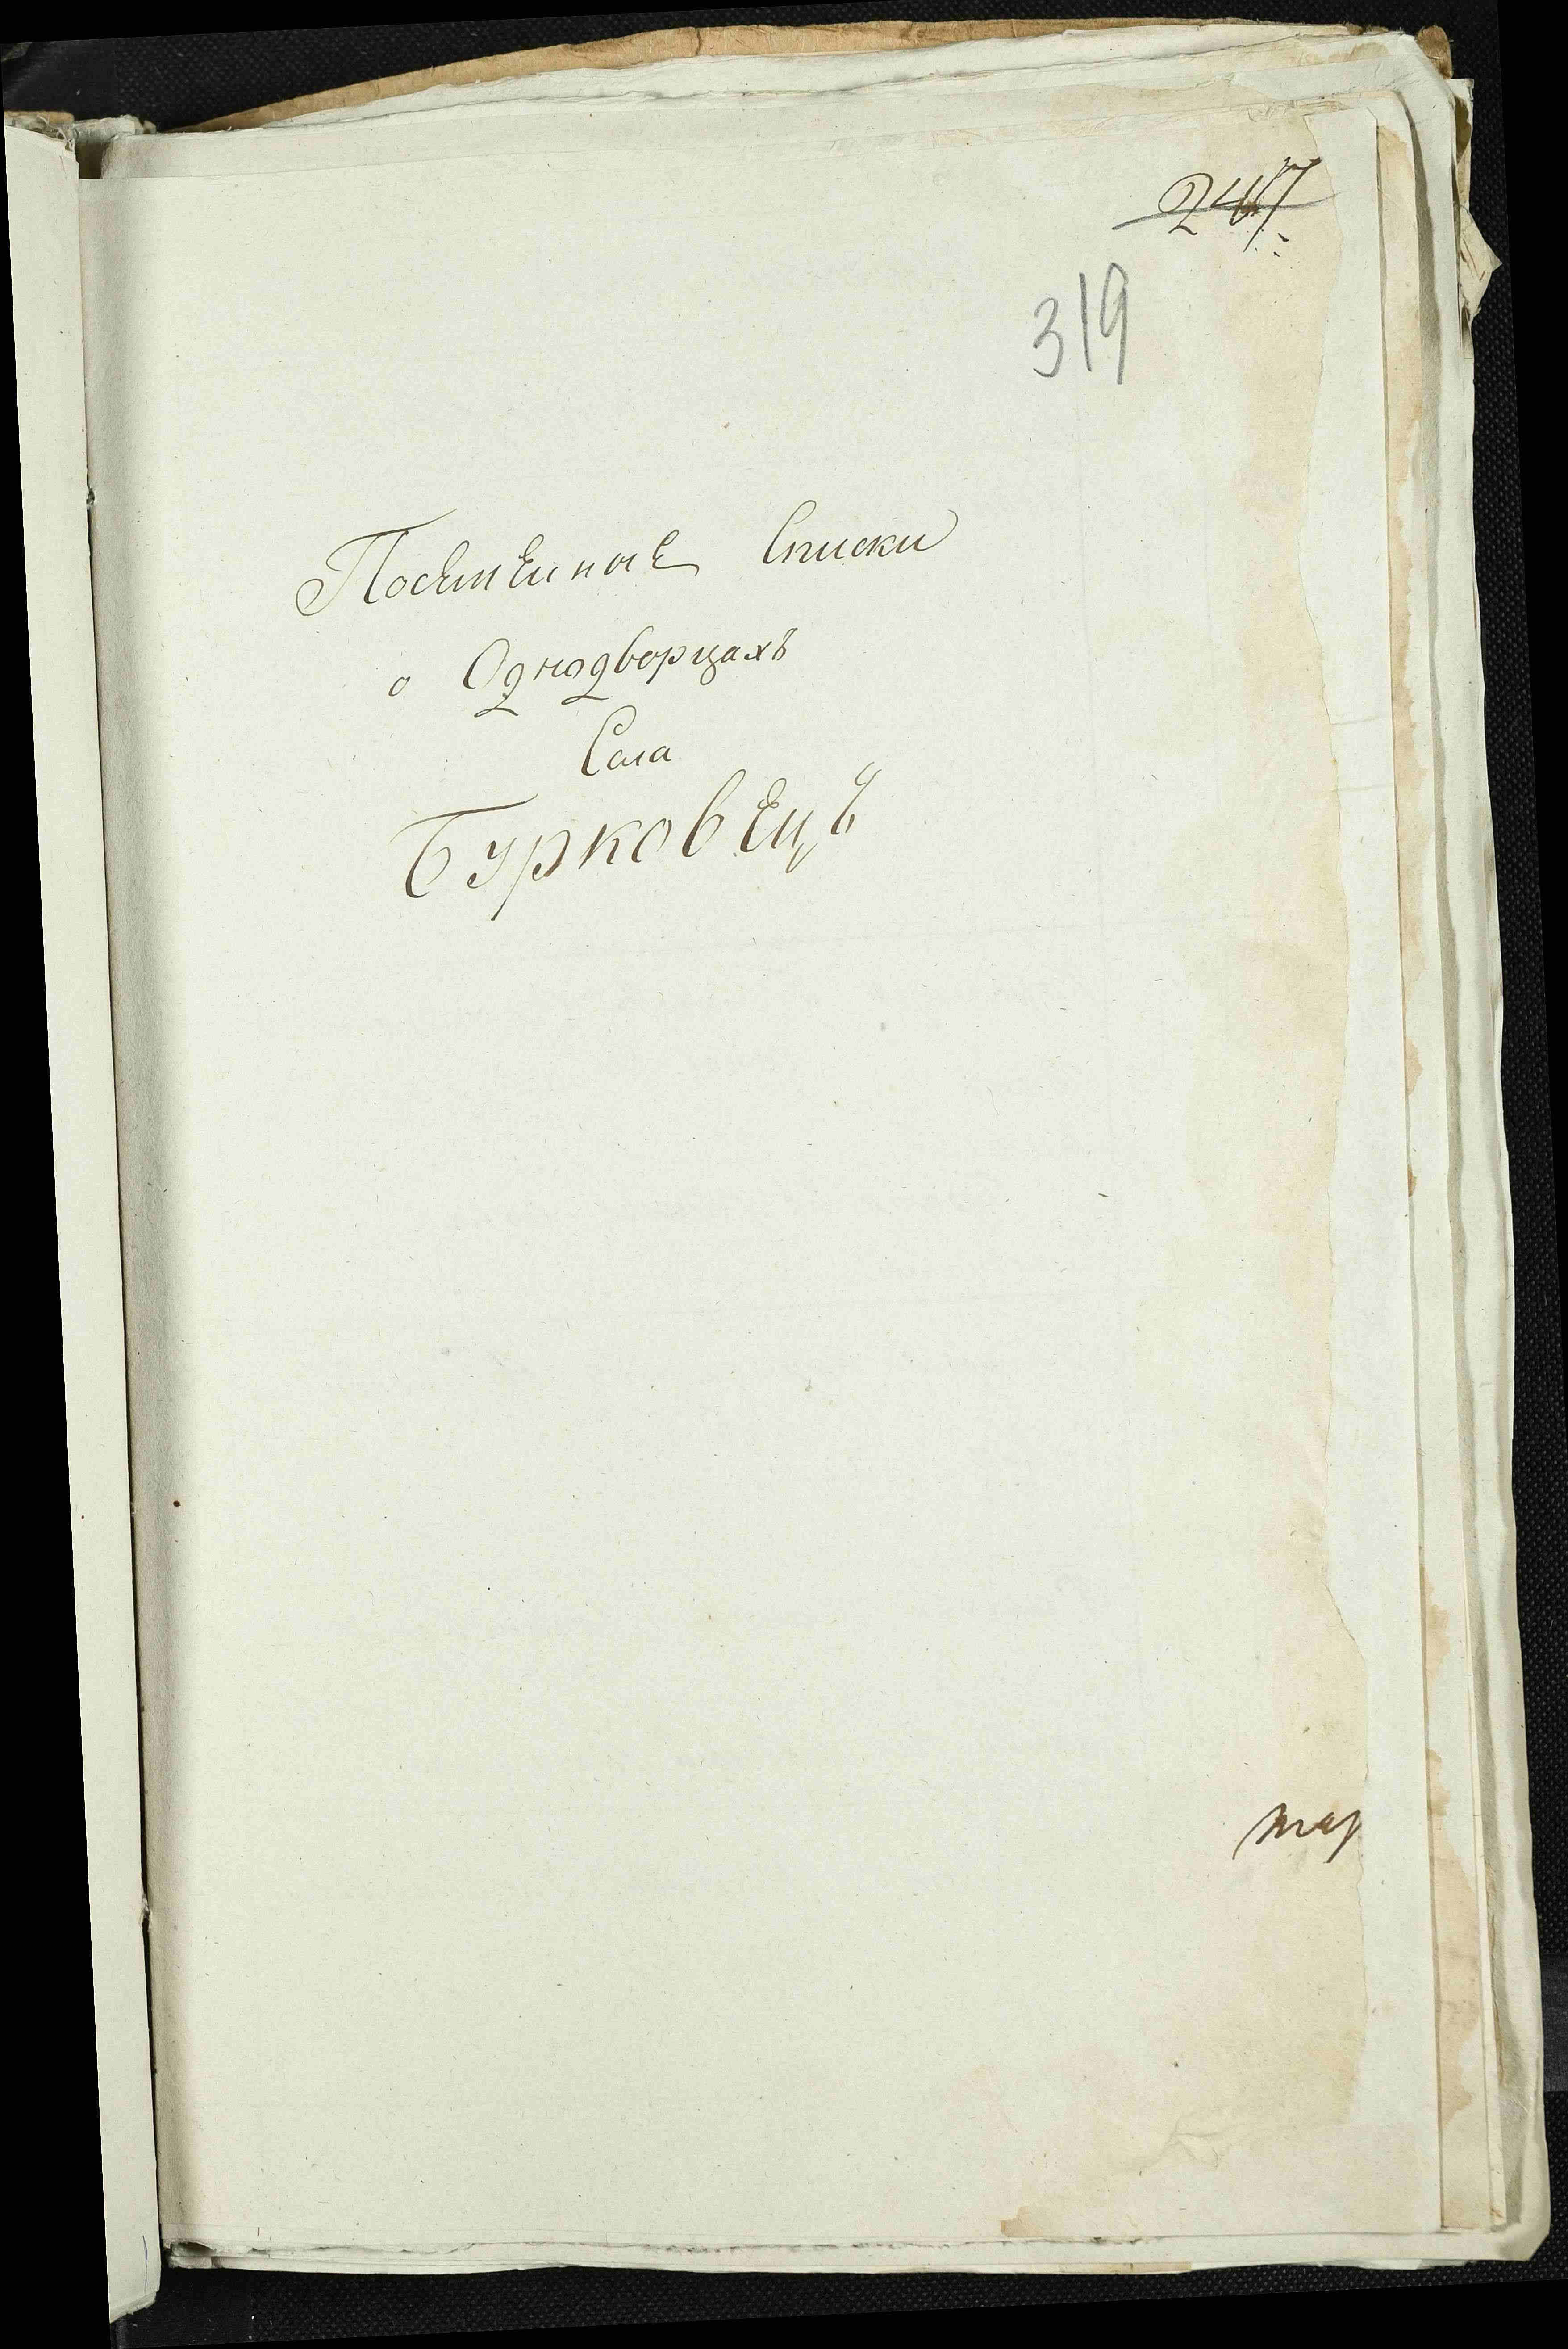 247
319
Посемейные Списки
о Однодворцахъ
Села
Бурковецъ